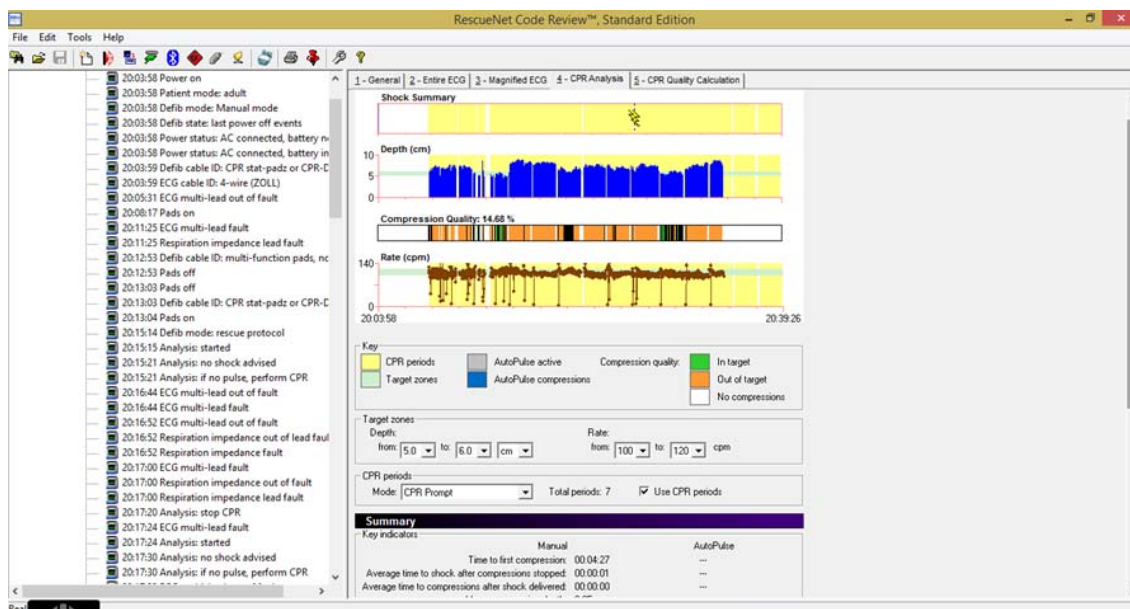 RescueNet Code Review™, Standard Edition
File Edit Tools Help
20:03:58 Power on
20:03:58 Patient mode: adult
20:03:58 Defib mode: Manual mode
20:03:58 Defib state: last power off events
20:03:58 Power status: AC connected, battery n
20:03:58 Power status: AC connected, battery in
20:03:59 Defib cable ID: CPR stat-padz or CPR-D
20:03:59 ECG cable ID: 4-wire (ZOLL)
20:05:31 ECG multi-lead out of fault
20:08:17 Pads on
20:11:25 ECG multi-lead fault
20:11:25 Respiration impedance lead fault
20:12:53 Defib cable ID: multi-function pads, nc
20:12:53 Pads off
20:13:03 Pads off
20:13:03 Defib cable ID: CPR stat-padz or CPR-D
20:13:04 Pads on
20:15:14 Defib mode: rescue protocol
20:15:15 Analysis: started
20:15:21 Analysis: no shock advised
20:15:21 Analysis: if no pulse, perform CPR
20:16:44 ECG multi-lead out of fault
20:16:44 ECG multi-lead fault
20:16:52 ECG multi-lead out of fault
20:16:52 Respiration impedance out of lead faul
20:16:52 Respiration impedance fault
20:17:00 ECG multi-lead fault
20:17:00 Respiration impedance out of fault
20:17:00 Respiration impedance lead fault
20:17:20 Analysis: stop CPR
20:17:24 ECG multi-lead fault
20:17:24 Analysis: started
20:17:30 Analysis: no shock advised
20:17:30 Analysis: if no pulse, perform CPR
1 - General 2 - Entire ECG 3 - Magnified ECG 4 - CPR Analysis 5 - CPR Quality Calculation
Shock Summary
Depth (cm)
10
5
0
Compression Quality: 14.68 %
Rate (cpm)
140
0
20:03:58 20:39:26
Key
CPR periods AutoPulse active Compression quality: In target
Target zones AutoPulse compressions Out of target
No compressions
Target zones
Depth: Rate:
from: 5.0 to: 6.0 cm from: 100 to: 120 cpm
CPR periods
Mode: CPR Prompt Total periods: 7 Use CPR periods
Summary
Key indicators
Manual AutoPulse
Time to first compression: 00:04:27 ---
Average time to shock after compressions stopped: 00:00:01 ---
Average time to compressions after shock delivered: 00:00:00 ---